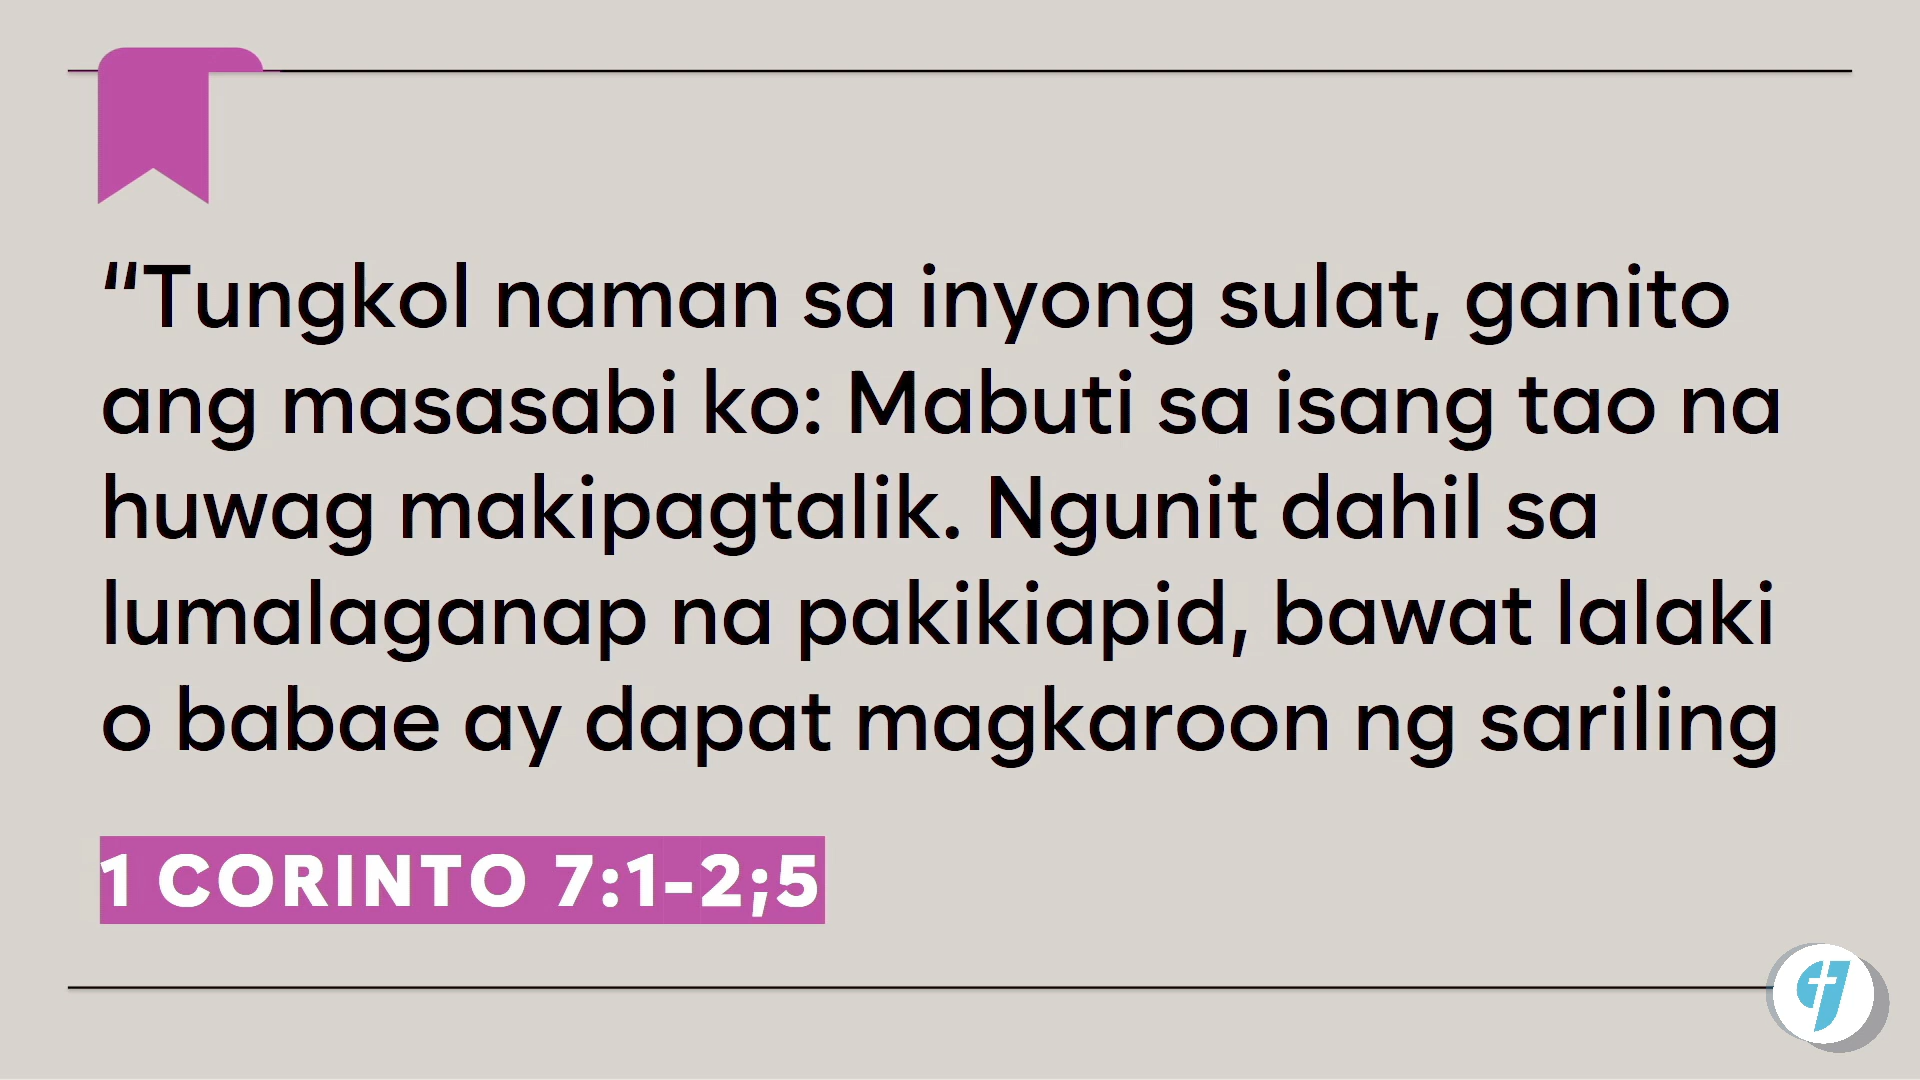 “Tungkol naman sa inyong sulat, ganito
ang masasabi ko: Mabuti sa isang tao na
huwag makipagtalik. Ngunit dahil sa
lumalaganap na pakikiapid, bawat lalaki
o babae ay dapat magkaroon ng sariling
1 CORINTO 7:1-2;5